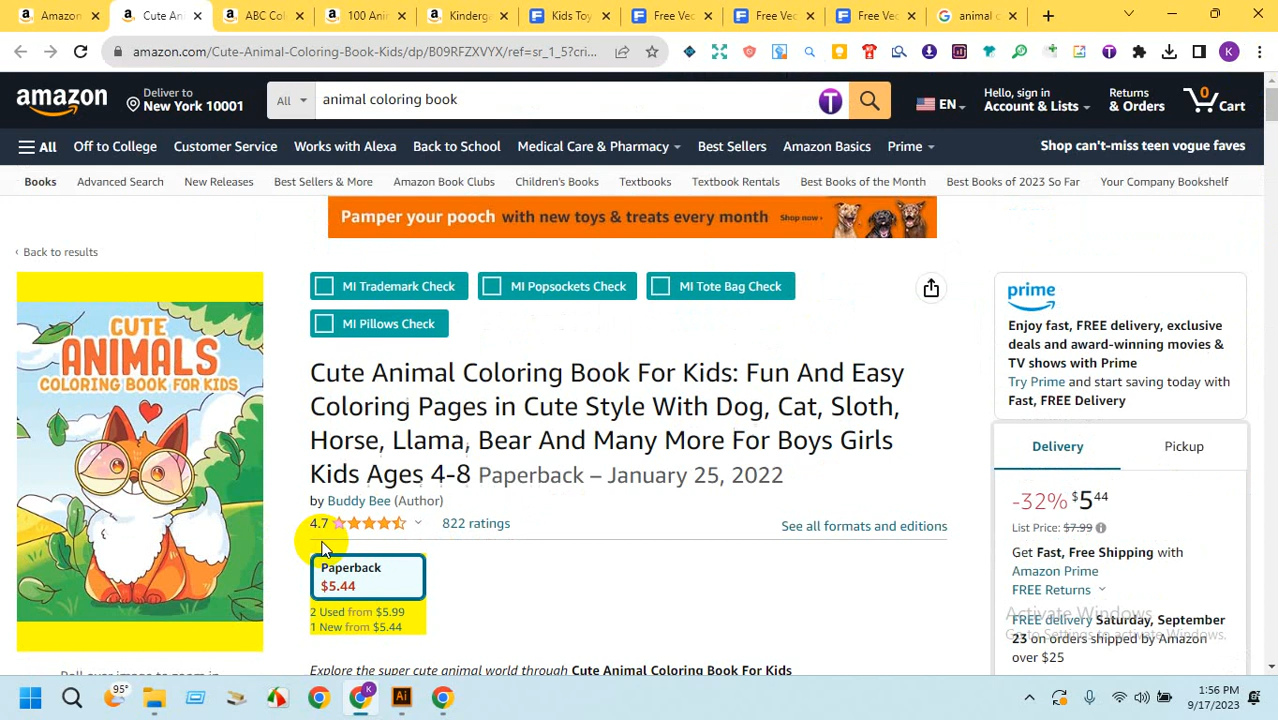 Amazon
Cute An
ABC Col
100 Ani
Kinderg
Kids Toy
Free Vec
Free Vec
Free Vec
animal c
amazon.com/Cute-Animal-Coloring-Book-Kids/dp/B09RFZXVYX/ref=sr_1_5?cri...
K
amazon
Deliver to
New York 10001
All
animal coloring book
T
EN
Hello, sign in
Account & Lists
Returns
& Orders
0
Cart
All
Off to College
Customer Service
Works with Alexa
Back to School
Medical Care & Pharmacy
Best Sellers
Amazon Basics
Prime
Shop can't-miss teen vogue faves
Books
Advanced Search
New Releases
Best Sellers & More
Amazon Book Clubs
Children's Books
Textbooks
Textbook Rentals
Best Books of the Month
Best Books of 2023 So Far
Your Company Bookshelf
Pamper your pooch with new toys & treats every month
Shop now ›
‹ Back to results
MI Trademark Check
MI Popsockets Check
MI Tote Bag Check
MI Pillows Check
CUTE
ANIMALS
COLORING BOOK FOR KIDS
Cute Animal Coloring Book For Kids: Fun And Easy
Coloring Pages in Cute Style With Dog, Cat, Sloth,
Horse, Llama, Bear And Many More For Boys Girls
Kids Ages 4-8 Paperback – January 25, 2022
by Buddy Bee (Author)
4.7
822 ratings
See all formats and editions
Paperback
$5.44
2 Used from $5.99
1 New from $5.44
Explore the super cute animal world through Cute Animal Coloring Book For Kids
prime
Enjoy fast, FREE delivery, exclusive
deals and award-winning movies &
TV shows with Prime
Try Prime and start saving today with
Fast, FREE Delivery
Delivery
Pickup
-32% $5 44
List Price: $7.99
Get Fast, Free Shipping with
Amazon Prime
FREE Returns
FREE delivery Saturday, September
23 on orders shipped by Amazon
over $25
Activate Windows
Go to Settings to activate Windows.
95°
K
Ai
1:56 PM
9/17/2023